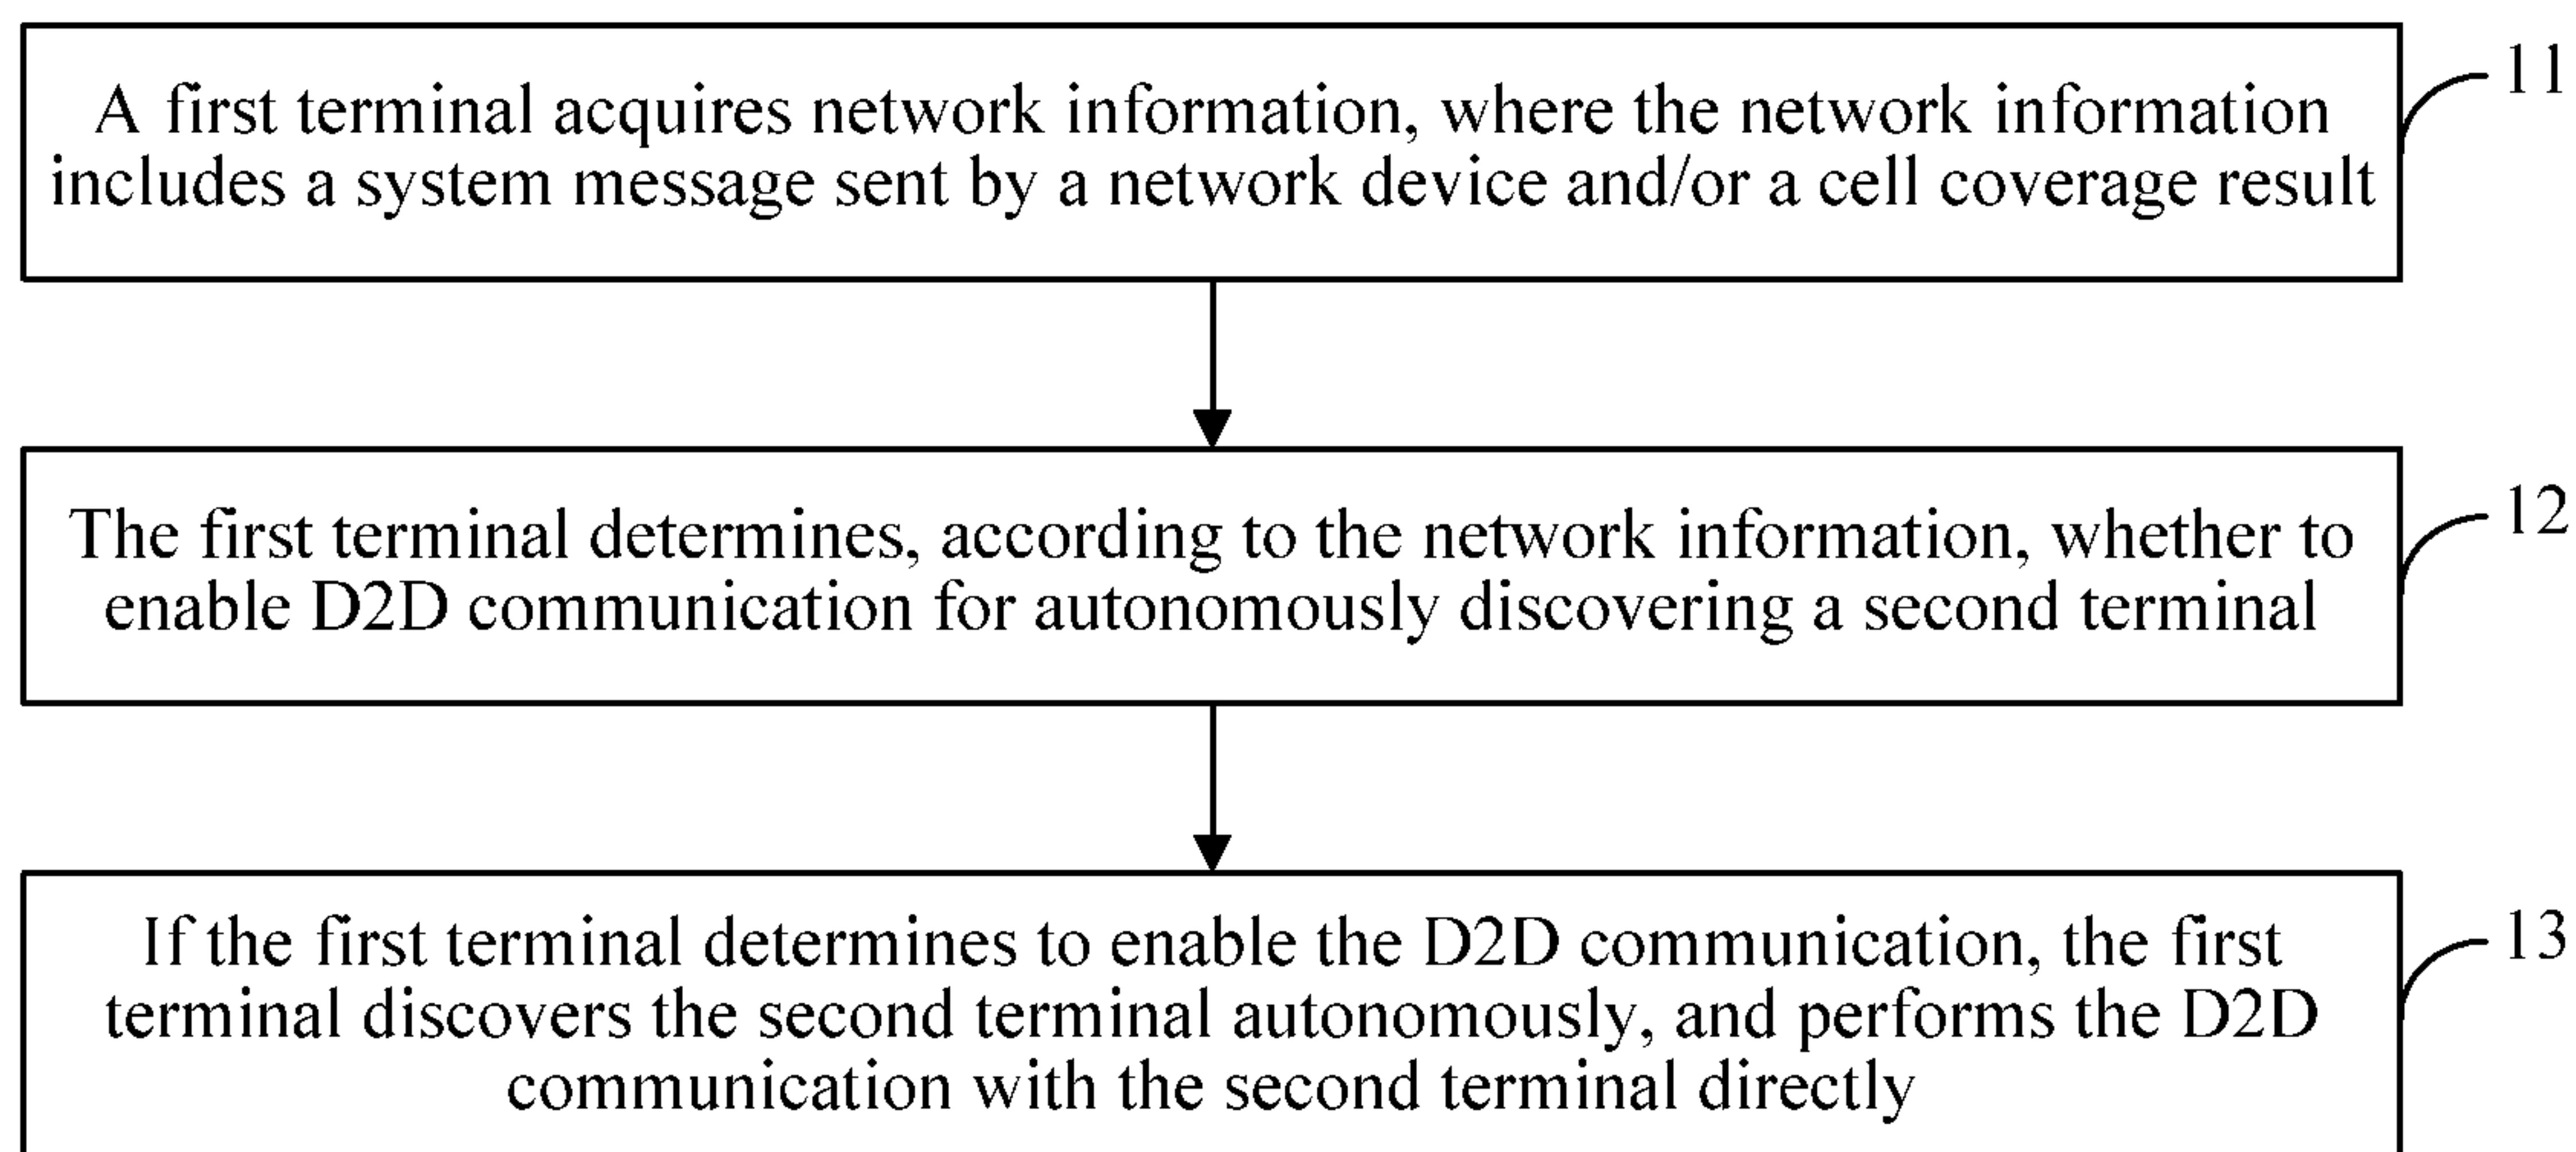 A first terminal acquires network information, where the network information
includes a system message sent by a network device and/or a cell coverage result
11
The first terminal determines, according to the network information, whether to
enable D2D communication for autonomously discovering a second terminal
12
If the first terminal determines to enable the D2D communication, the first
terminal discovers the second terminal autonomously, and performs the D2D
communication with the second terminal directly
13